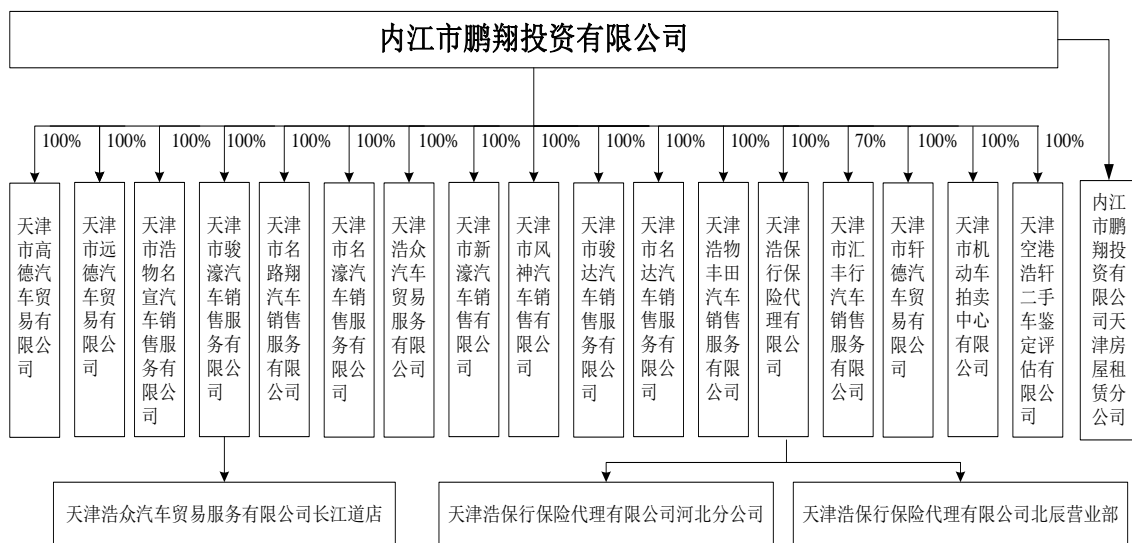 内江市鹏翔投资有限公司
100% 100% 100% 100% 100% 100% 100% 100% 100% 100% 100% 100% 100% 70% 100% 100% 100%
天津市高德汽车贸易有限公司
天津市远德汽车贸易有限公司
天津市浩物名宣汽车销售服务有限公司
天津市骏濠汽车销售服务有限公司
天津市名路翔汽车销售服务有限公司
天津市名濠汽车销售服务有限公司
天津浩众汽车贸易服务有限公司
天津市新濠汽车销售有限公司
天津市风神汽车销售有限公司
天津市骏达汽车销售服务有限公司
天津市名达汽车销售服务有限公司
天津浩物丰田汽车销售服务有限公司
天津浩保行保险代理有限公司
天津市汇丰行汽车销售服务有限公司
天津市轩德汽车贸易有限公司
天津市机动车拍卖中心有限公司
天津空港浩轩二手车鉴定评估有限公司
内江市鹏翔投资有限公司天津房屋租赁分公司
天津浩众汽车贸易服务有限公司长江道店
天津浩保行保险代理有限公司河北分公司
天津浩保行保险代理有限公司北辰营业部